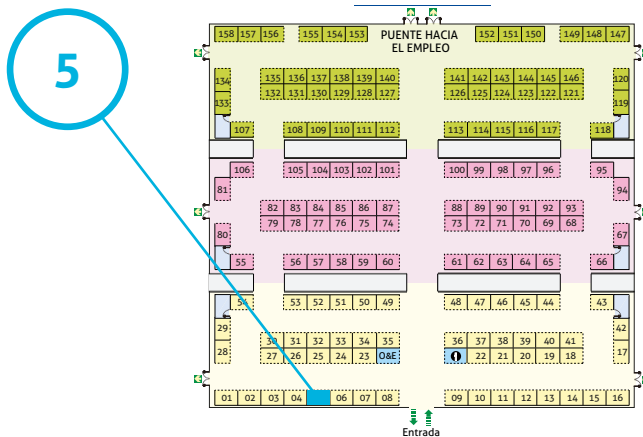 5
158 157 156 155 154 153 PUENTE HACIA 152 151 150 149 148 147
EL EMPLEO
134 135 136 137 138 139 140 141 142 143 144 145 146 120
133 132 131 130 129 128 127 126 125 124 123 122 121 119
107 108 109 110 111 112 113 114 115 116 117 118
106 105 104 103 102 101 100 99 98 97 96 95
81 94
82 83 84 85 86 87 88 89 90 91 92 93
80 79 78 77 76 75 74 73 72 71 70 69 68 67
55 56 57 58 59 60 61 62 63 64 65 66
54 53 52 51 50 49 48 47 46 45 44 43
29 30 31 32 33 34 35 36 37 38 39 40 41 42
28 27 26 25 24 23 O&E 22 21 20 19 18 17
01 02 03 04 06 07 08 09 10 11 12 13 14 15 16
Entrada